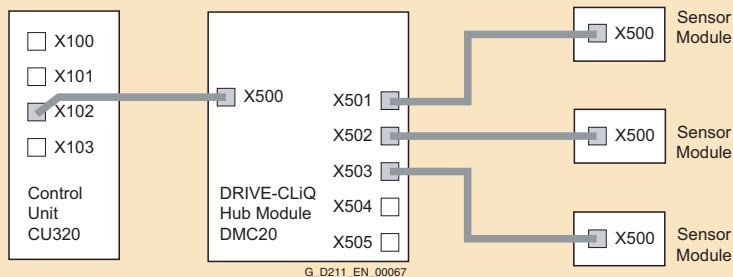 X100
X101
X102
X103
Control
Unit
CU320
X500
X501
X502
X503
X504
X505
DRIVE-CLiQ
Hub Module
DMC20
X500
Sensor
Module
X500
Sensor
Module
X500
Sensor
Module
G_D211_EN_00067